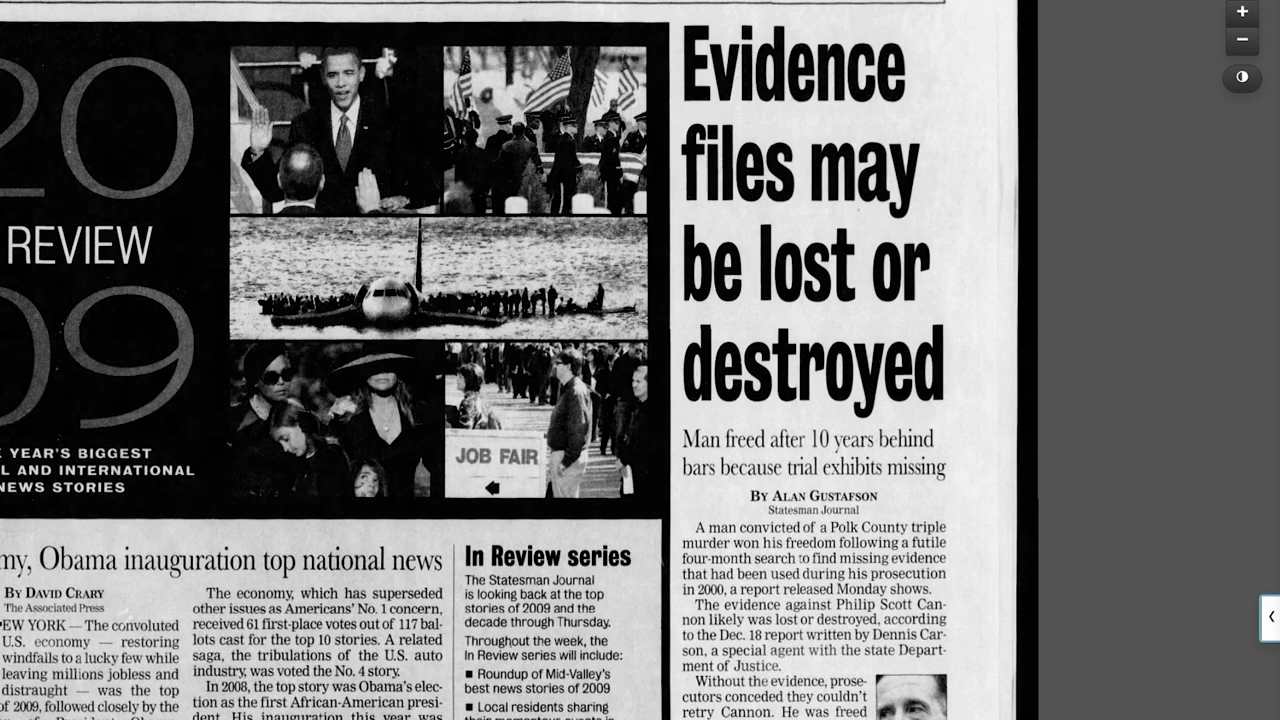 20
REVIEW
09
YEAR'S BIGGEST
L AND INTERNATIONAL
NEWS STORIES
JOB FAIR
my, Obama inauguration top national news
BY DAVID CRARY
The Associated Press
EW YORK — The convoluted
U.S. economy — restoring
windfalls to a lucky few while
leaving millions jobless and
distraught — was the top
of 2009, followed closely by the
The economy, which has superseded
other issues as Americans' No. 1 concern,
received 61 first-place votes out of 117 bal-
lots cast for the top 10 stories. A related
saga, the tribulations of the U.S. auto
industry, was voted the No. 4 story.
In 2008, the top story was Obama's elec-
tion as the first African-American presi-
dent. His inauguration this year was
In Review series
The Statesman Journal
is looking back at the top
stories of 2009 and the
decade through Thursday.
Throughout the week, the
In Review series will include:
■ Roundup of Mid-Valley's
best news stories of 2009
■ Local residents sharing
their momentous events in
Evidence
files may
be lost or
destroyed
Man freed after 10 years behind
bars because trial exhibits missing
BY ALAN GUSTAFSON
Statesman Journal
A man convicted of a Polk County triple
murder won his freedom following a futile
four-month search to find missing evidence
that had been used during his prosecution
in 2000, a report released Monday shows.
The evidence against Philip Scott Can-
non likely was lost or destroyed, according
to the Dec. 18 report written by Dennis Car-
son, a special agent with the state Depart-
ment of Justice.
Without the evidence, prose-
cutors conceded they couldn't
retry Cannon. He was freed